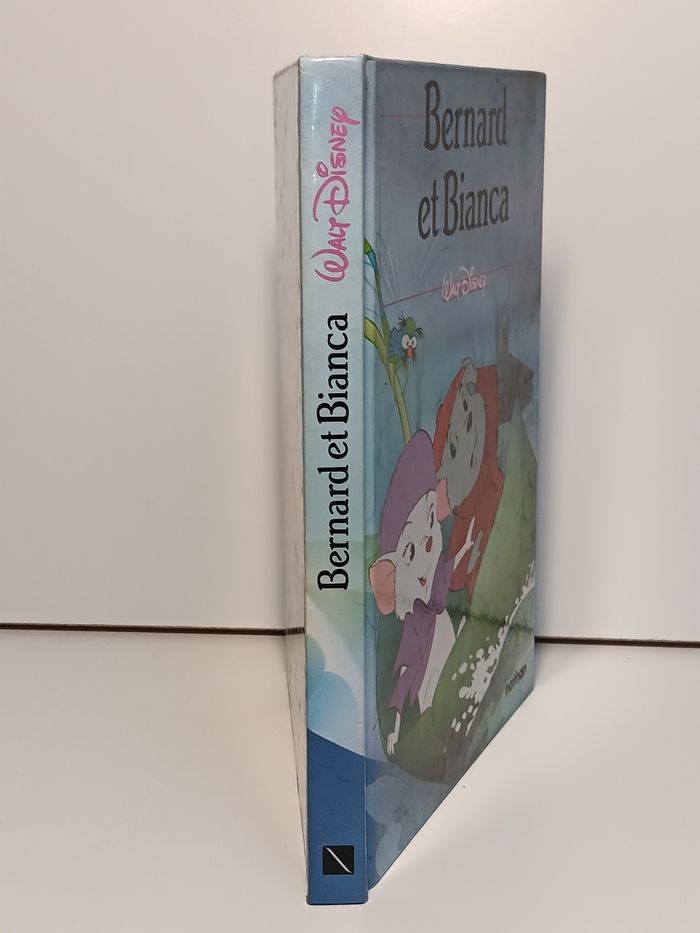 Bernard et Bianca WALT DISNEY
Bernard
et Bianca
WALT DISNEY
nathan